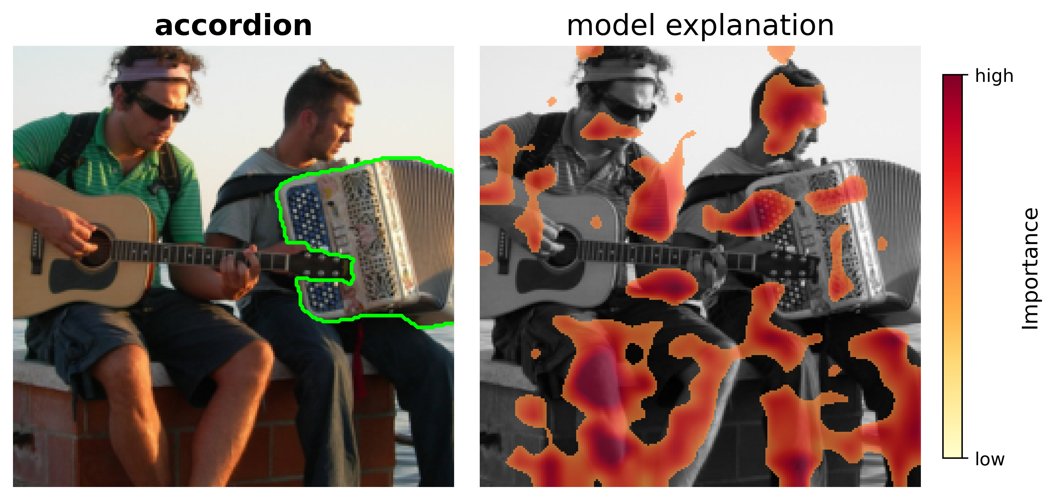 accordion
model explanation
high
Importance
low